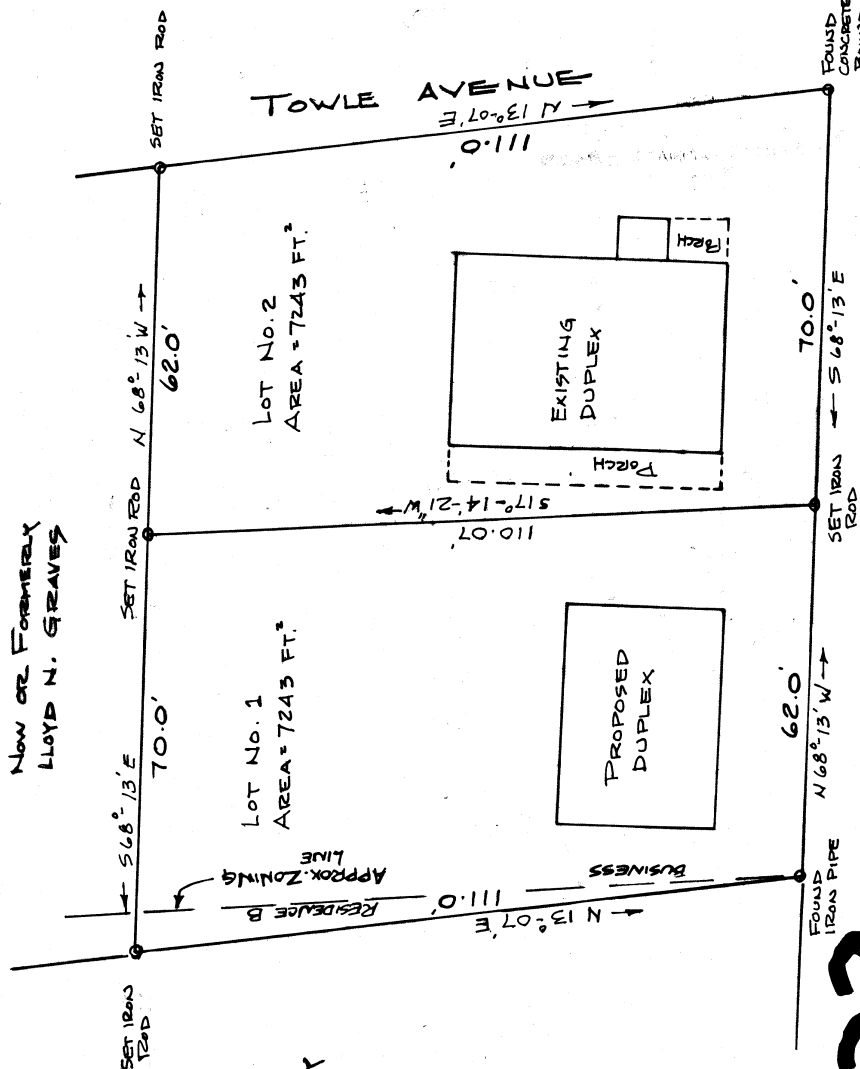 SET IRON ROD
TOWLE AVENUE
N 13°-07' E
111.0'
FOUND
CONCRETE
N 68°-13' W
62.0'
LOT No. 2
AREA = 7243 FT.²
EXISTING
DUPLEX
PORCH
PORCH
70.0'
S 68°-13' E
NOW OR FORMERLY
LLOYD N. GRAVES
SET IRON ROD
S17°-14'-21"W
110.07'
SET IRON
ROD
S68°-13' E
70.0'
LOT No. 1
AREA = 7243 FT.²
PROPOSED
DUPLEX
62.0'
N 68°-13' W
APPROX. ZONING
LINE
RESIDENCE B
BUSINESS
111.0'
N 13°-07' E
SET IRON
ROD
FOUND
IRON PIPE